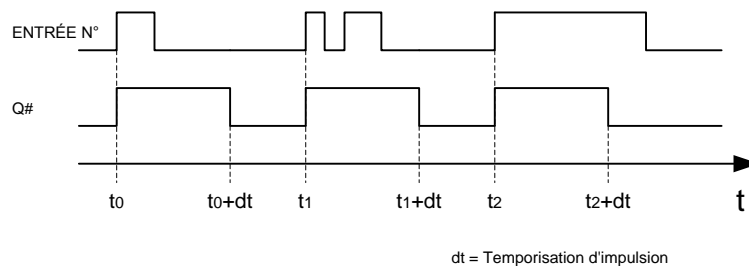 ENTRÉE N°
Q#
t0 t0+dt t1 t1+dt t2 t2+dt t
dt = Temporisation d'impulsion